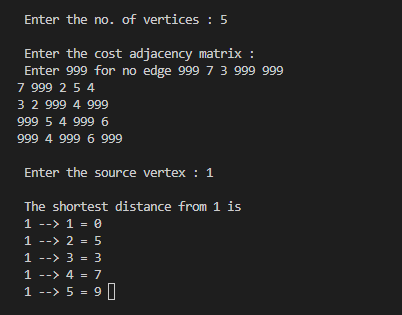 Enter the no. of vertices : 5
Enter the cost adjacency matrix :
Enter 999 for no edge 999 7 3 999 999
7 999 2 5 4
3 2 999 4 999
999 5 4 999 6
999 4 999 6 999
Enter the source vertex : 1
The shortest distance from 1 is
1 --> 1 = 0
1 --> 2 = 5
1 --> 3 = 3
1 --> 4 = 7
1 --> 5 = 9